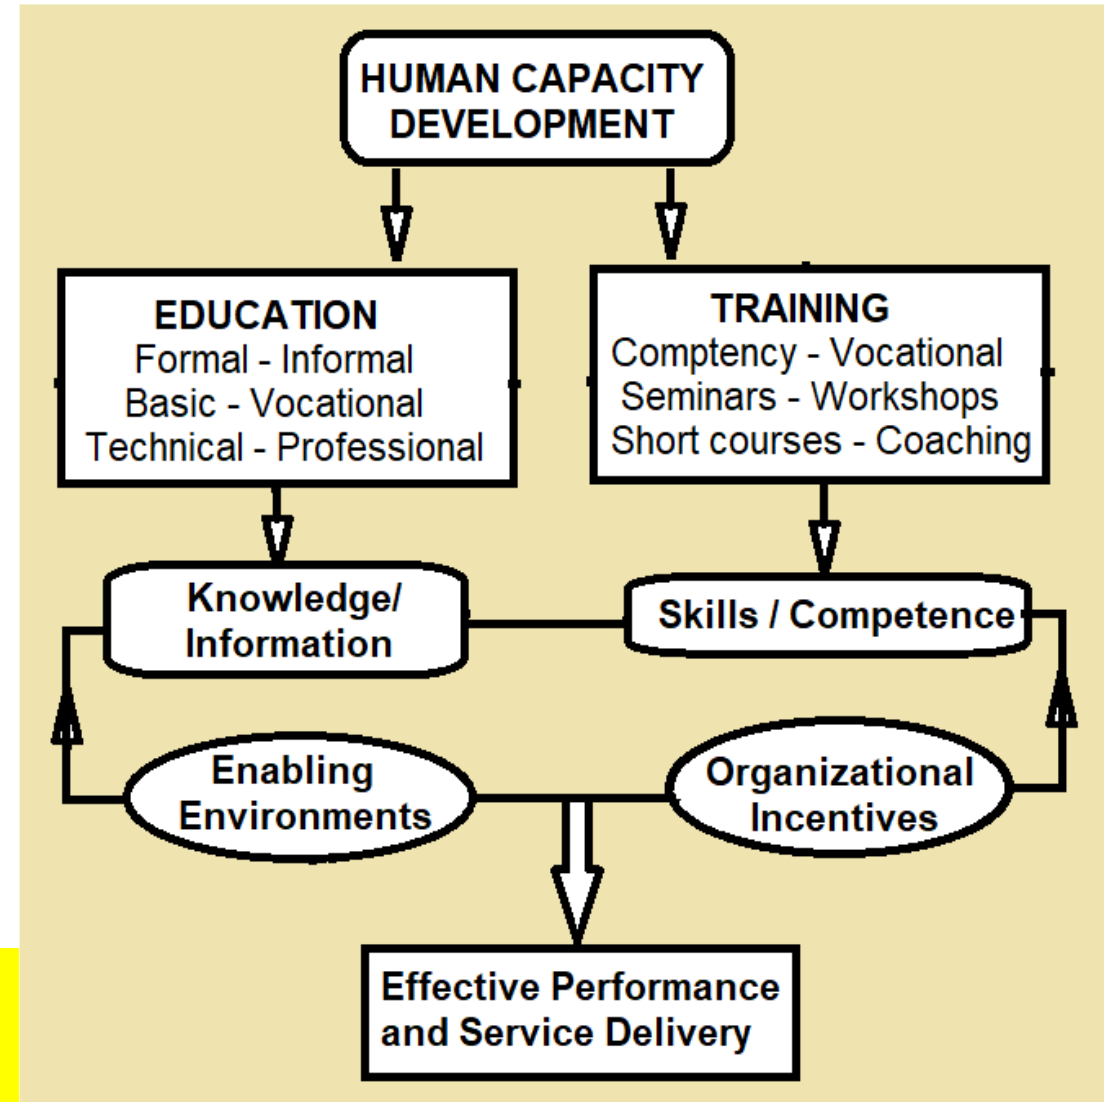 HUMAN CAPACITY
DEVELOPMENT
EDUCATION
Formal - Informal
Basic - Vocational
Technical - Professional
TRAINING
Comptency - Vocational
Seminars - Workshops
Short courses - Coaching
Knowledge/
Information
Skills / Competence
Enabling
Environments
Organizational
Incentives
Effective Performance
and Service Delivery